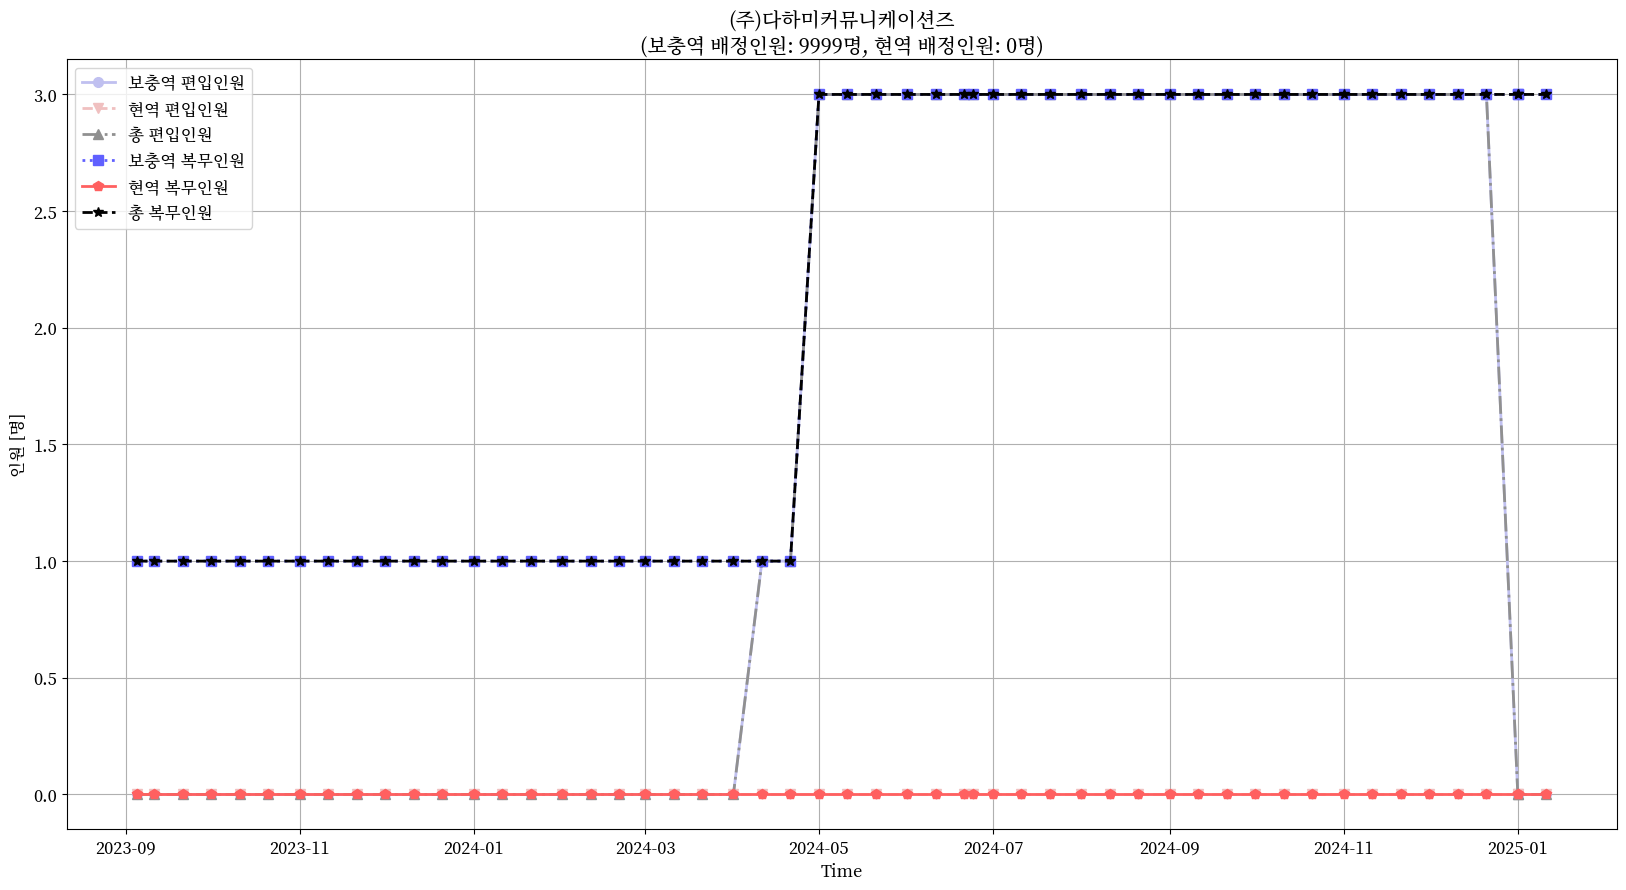 (주)다하미커뮤니케이션즈
(보충역 배정인원: 9999명, 현역 배정인원: 0명)
보충역 편입인원
현역 편입인원
총 편입인원
보충역 복무인원
현역 복무인원
총 복무인원
3.0
2.5
2.0
1.5
1.0
0.5
0.0
인원 [명]
2023-09
2023-11
2024-01
2024-03
2024-05
2024-07
2024-09
2024-11
2025-01
Time